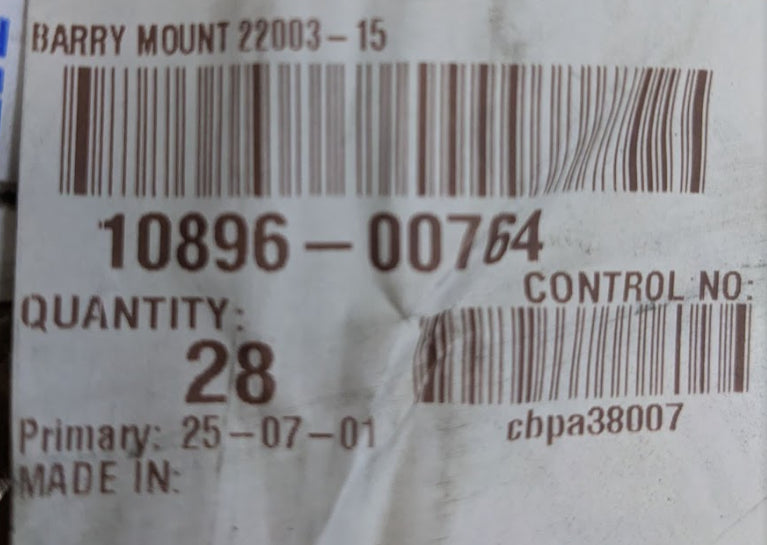 BARRY MOUNT 22003-15
10896-00764
CONTROL NO:
QUANTITY:
28
cbpa38007
Primary: 25-07-01
MADE IN: